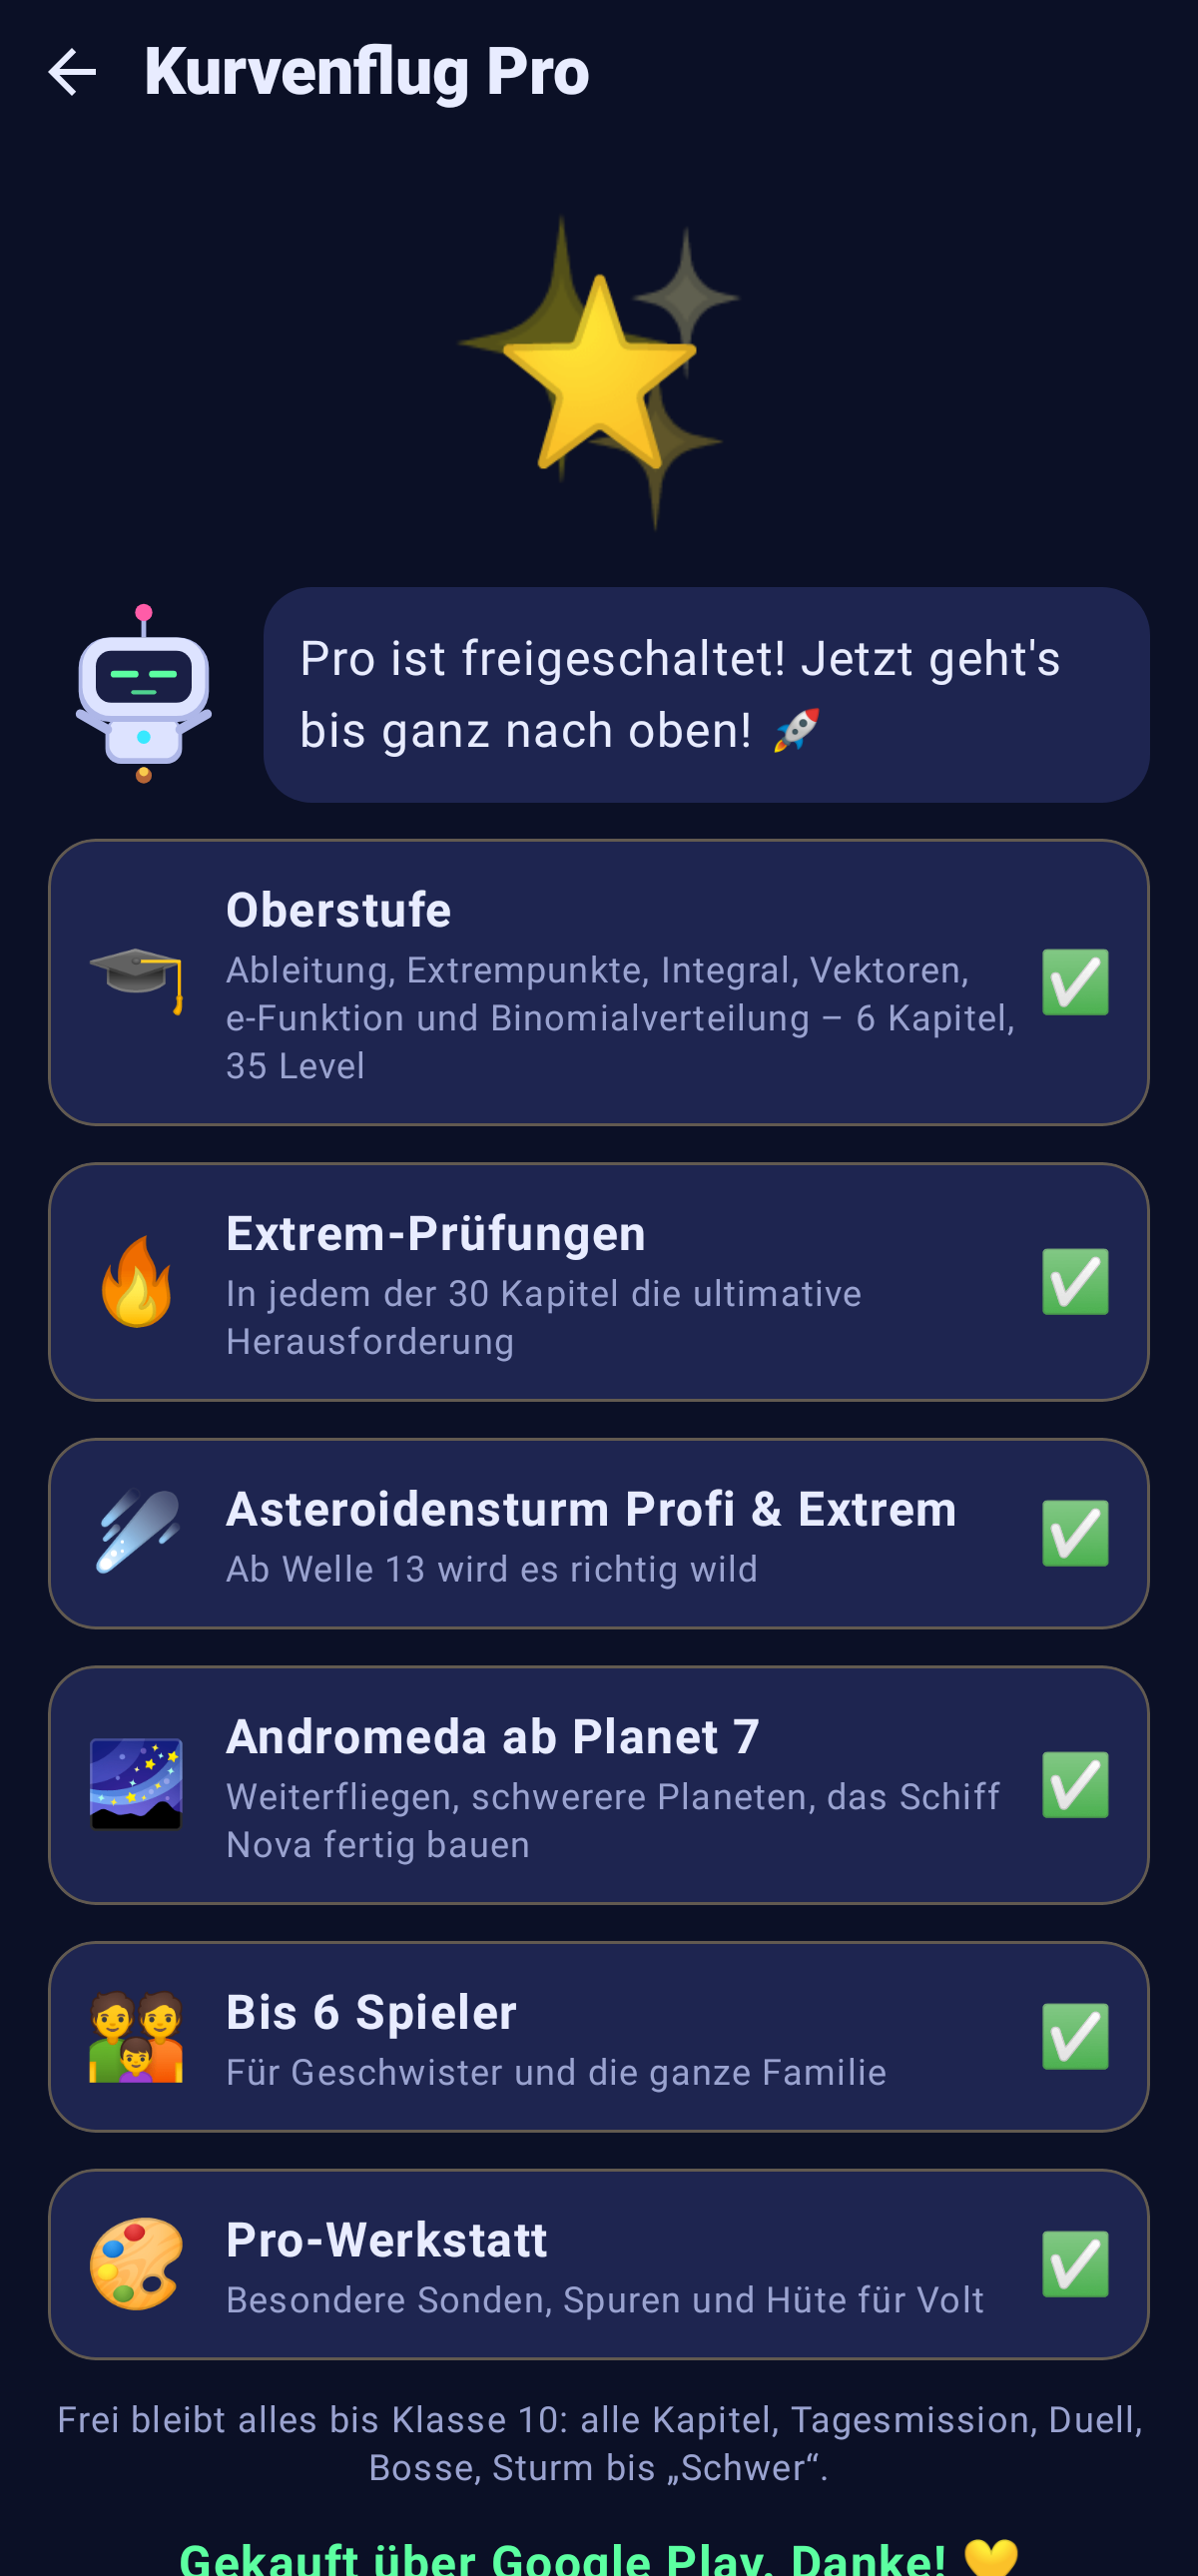 Kurvenflug Pro
Pro ist freigeschaltet! Jetzt geht's
bis ganz nach oben! 🚀
Oberstufe
Ableitung, Extrempunkte, Integral, Vektoren,
e-Funktion und Binomialverteilung – 6 Kapitel,
35 Level
Extrem-Prüfungen
In jedem der 30 Kapitel die ultimative
Herausforderung
Asteroidensturm Profi & Extrem
Ab Welle 13 wird es richtig wild
Andromeda ab Planet 7
Weiterfliegen, schwerere Planeten, das Schiff
Nova fertig bauen
Bis 6 Spieler
Für Geschwister und die ganze Familie
Pro-Werkstatt
Besondere Sonden, Spuren und Hüte für Volt
Frei bleibt alles bis Klasse 10: alle Kapitel, Tagesmission, Duell,
Bosse, Sturm bis „Schwer“.
Gekauft über Google Play. Danke! 💛